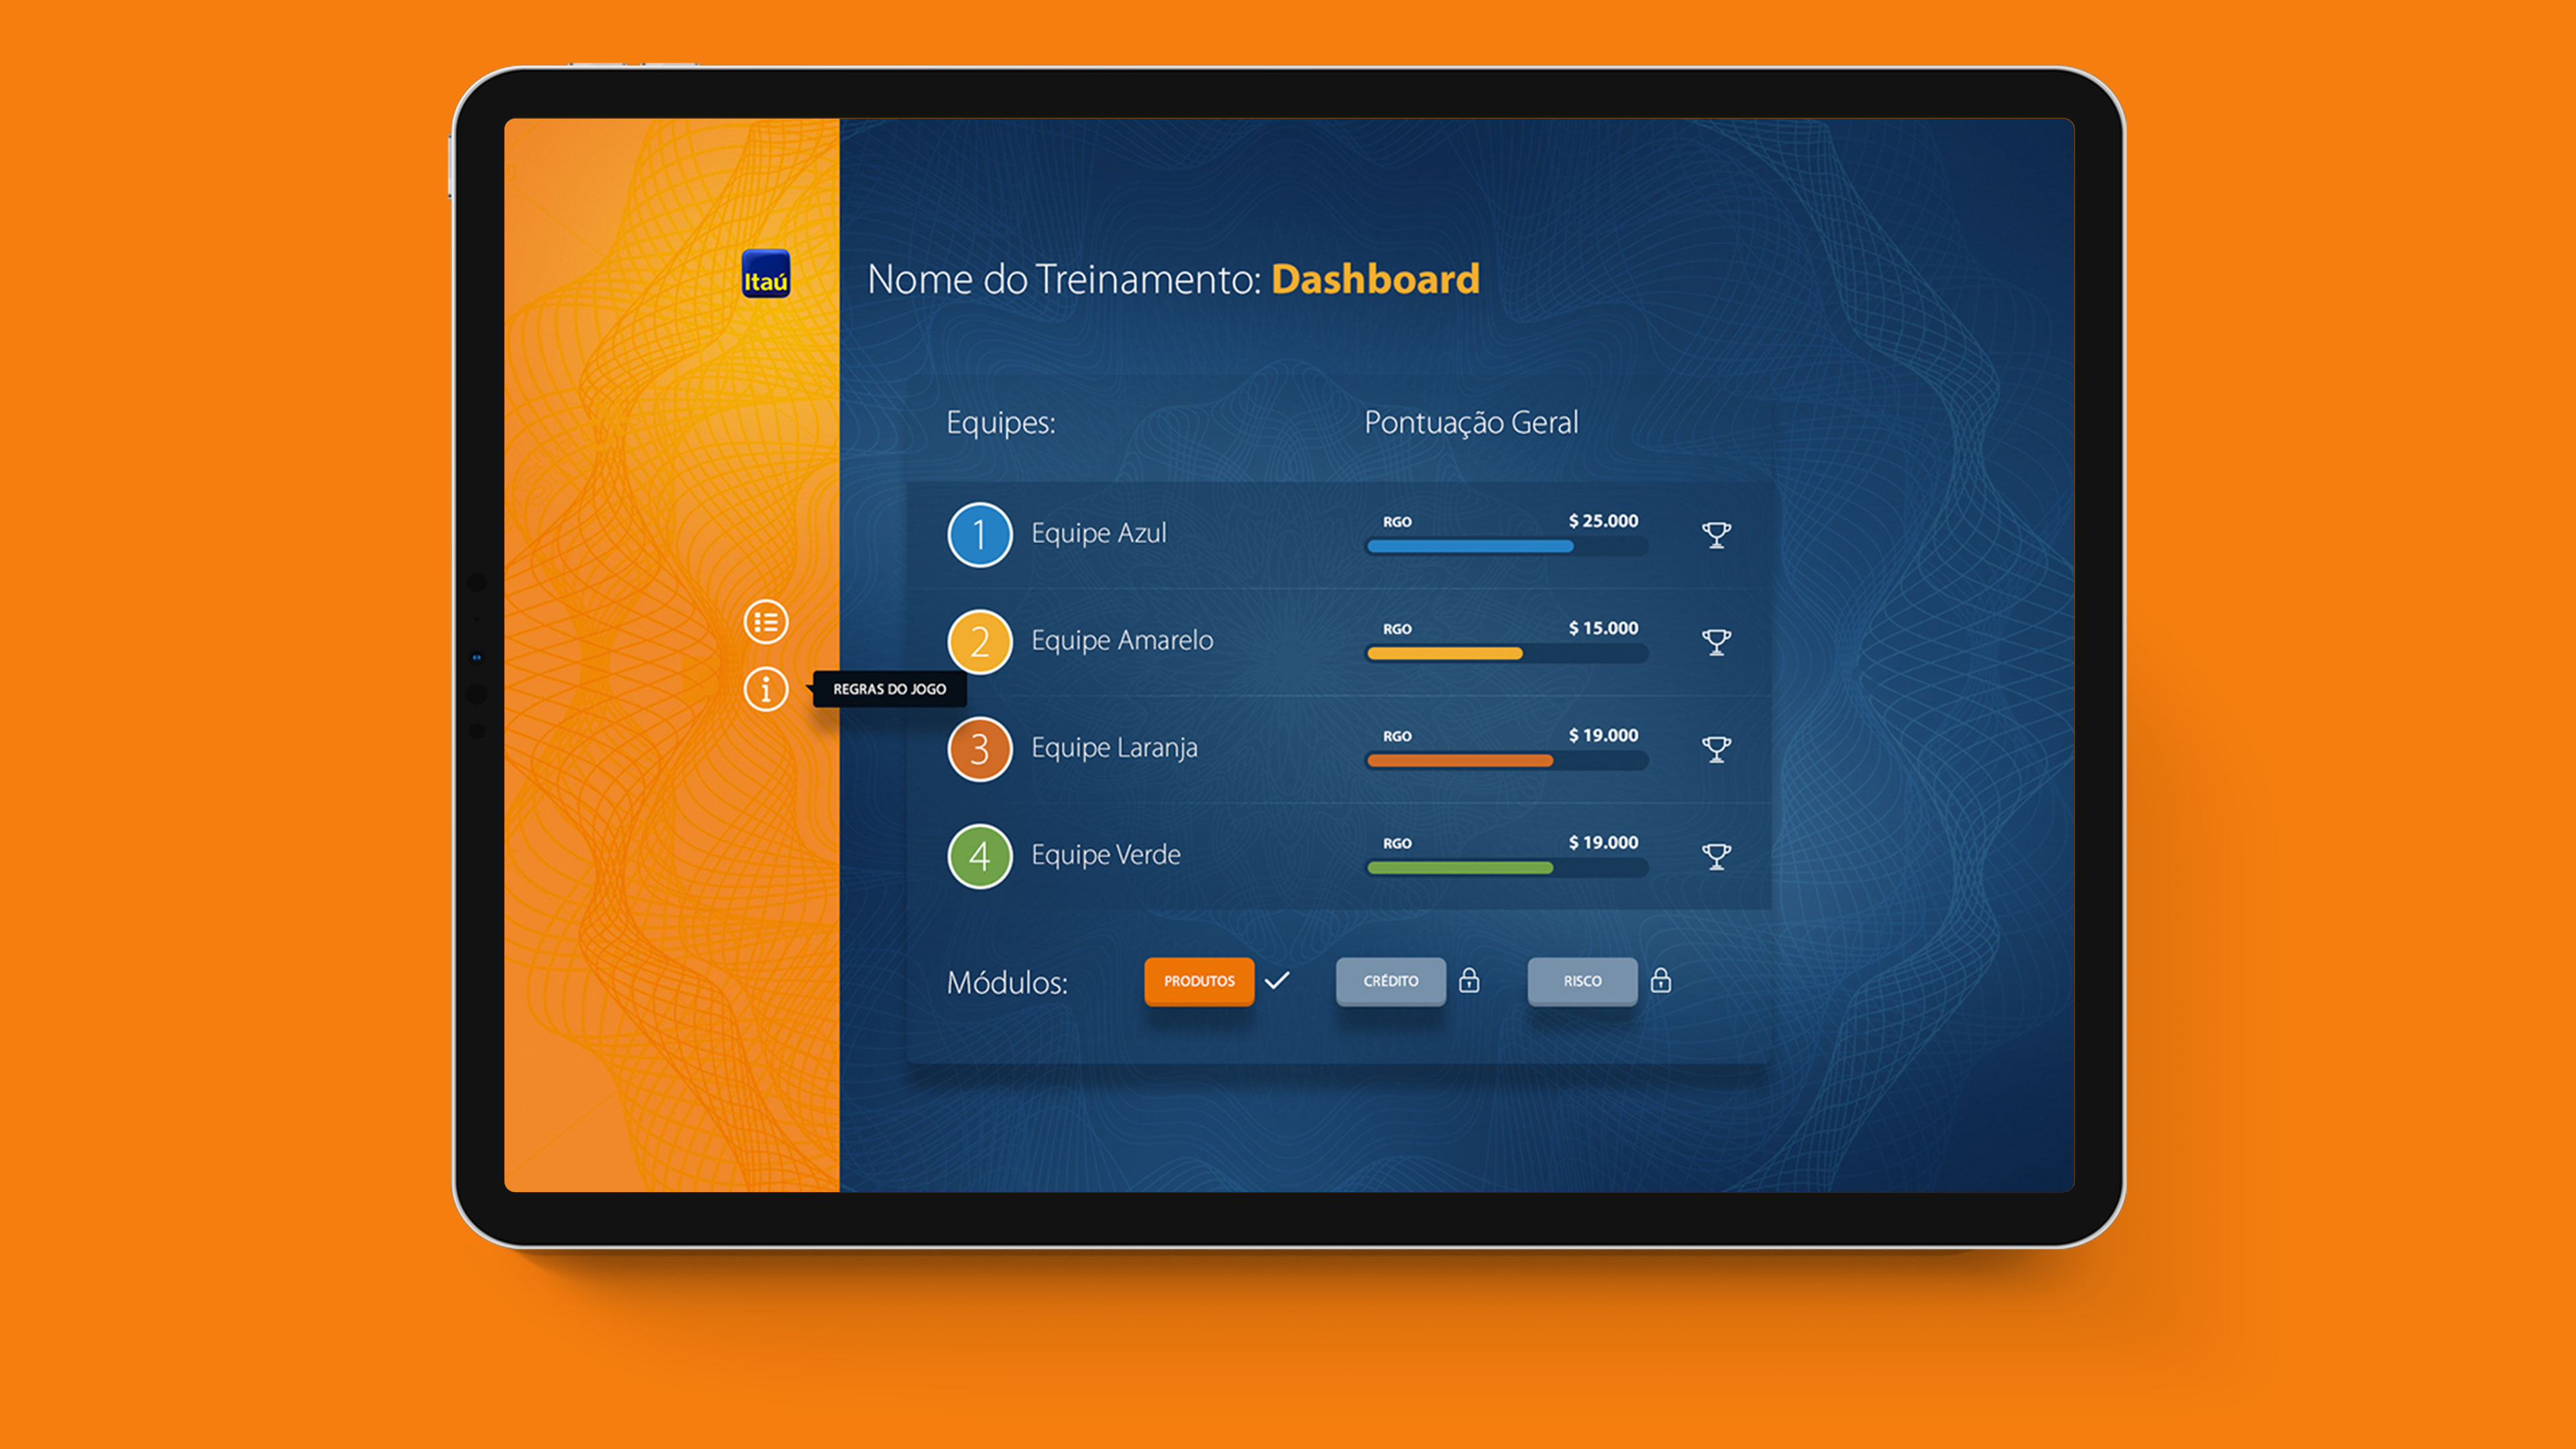 Itaú
Nome do Treinamento: Dashboard
Equipes:
Pontuação Geral
1 Equipe Azul
RGO $ 25.000
2 Equipe Amarelo
RGO $ 15.000
REGRAS DO JOGO
3 Equipe Laranja
RGO $ 19.000
4 Equipe Verde
RGO $ 19.000
Módulos: PRODUTOS CRÉDITO RISCO